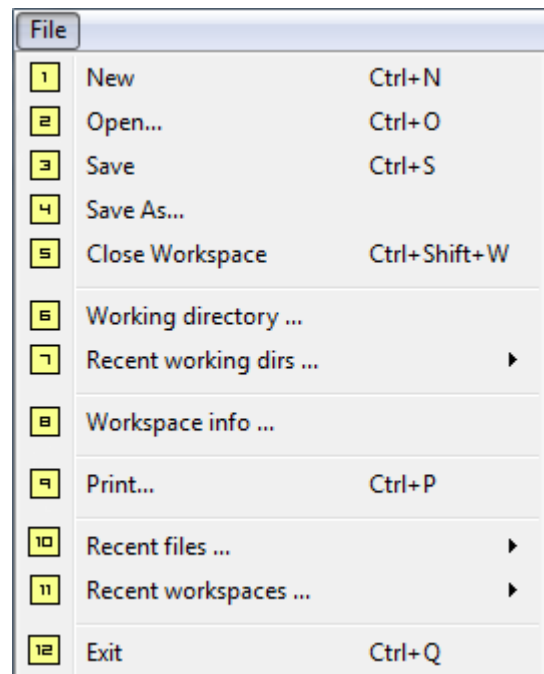 File
1 New Ctrl+N
2 Open... Ctrl+O
3 Save Ctrl+S
4 Save As...
5 Close Workspace Ctrl+Shift+W
6 Working directory ...
7 Recent working dirs ...
8 Workspace info ...
9 Print... Ctrl+P
10 Recent files ...
11 Recent workspaces ...
12 Exit Ctrl+Q